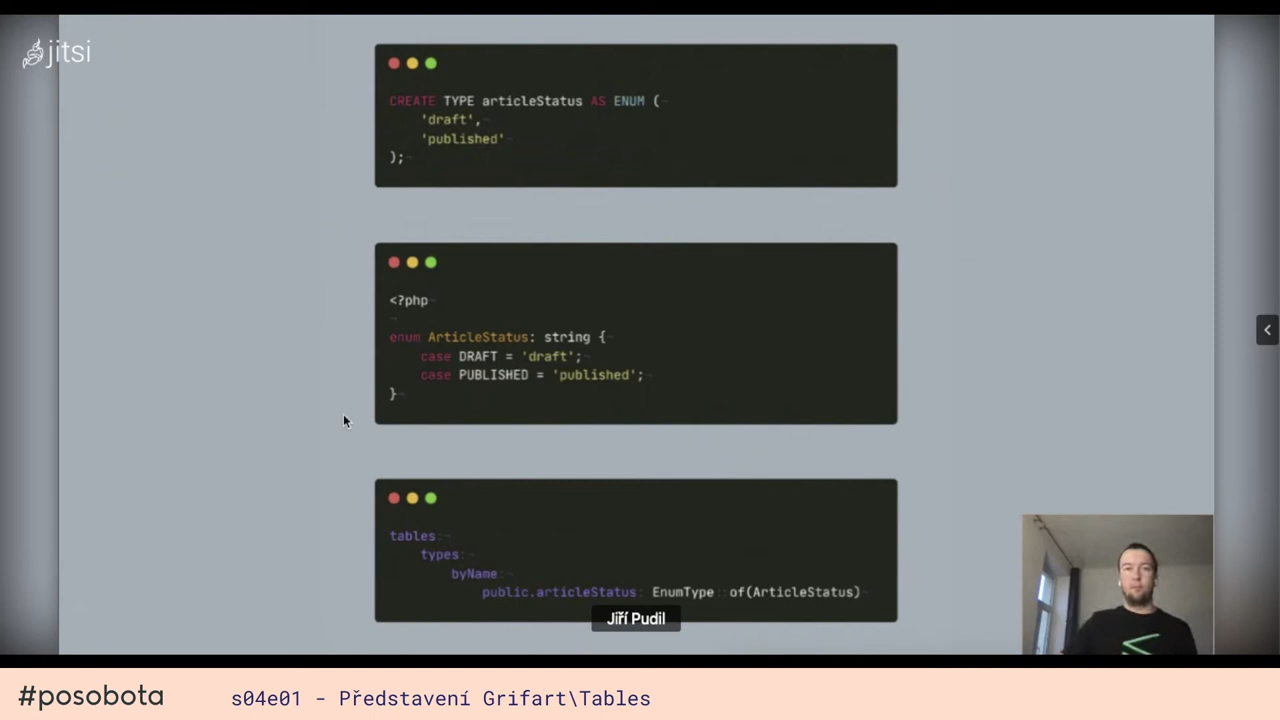 jitsi
CREATE TYPE articleStatus AS ENUM (
'draft',
'published'
);
<?php
enum ArticleStatus: string {
case DRAFT = 'draft';
case PUBLISHED = 'published';
}
tables:
types:
byName:
public.articleStatus: EnumType::of(ArticleStatus)
Jiří Pudil
#posobota
s04e01 - Představení Grifart\Tables